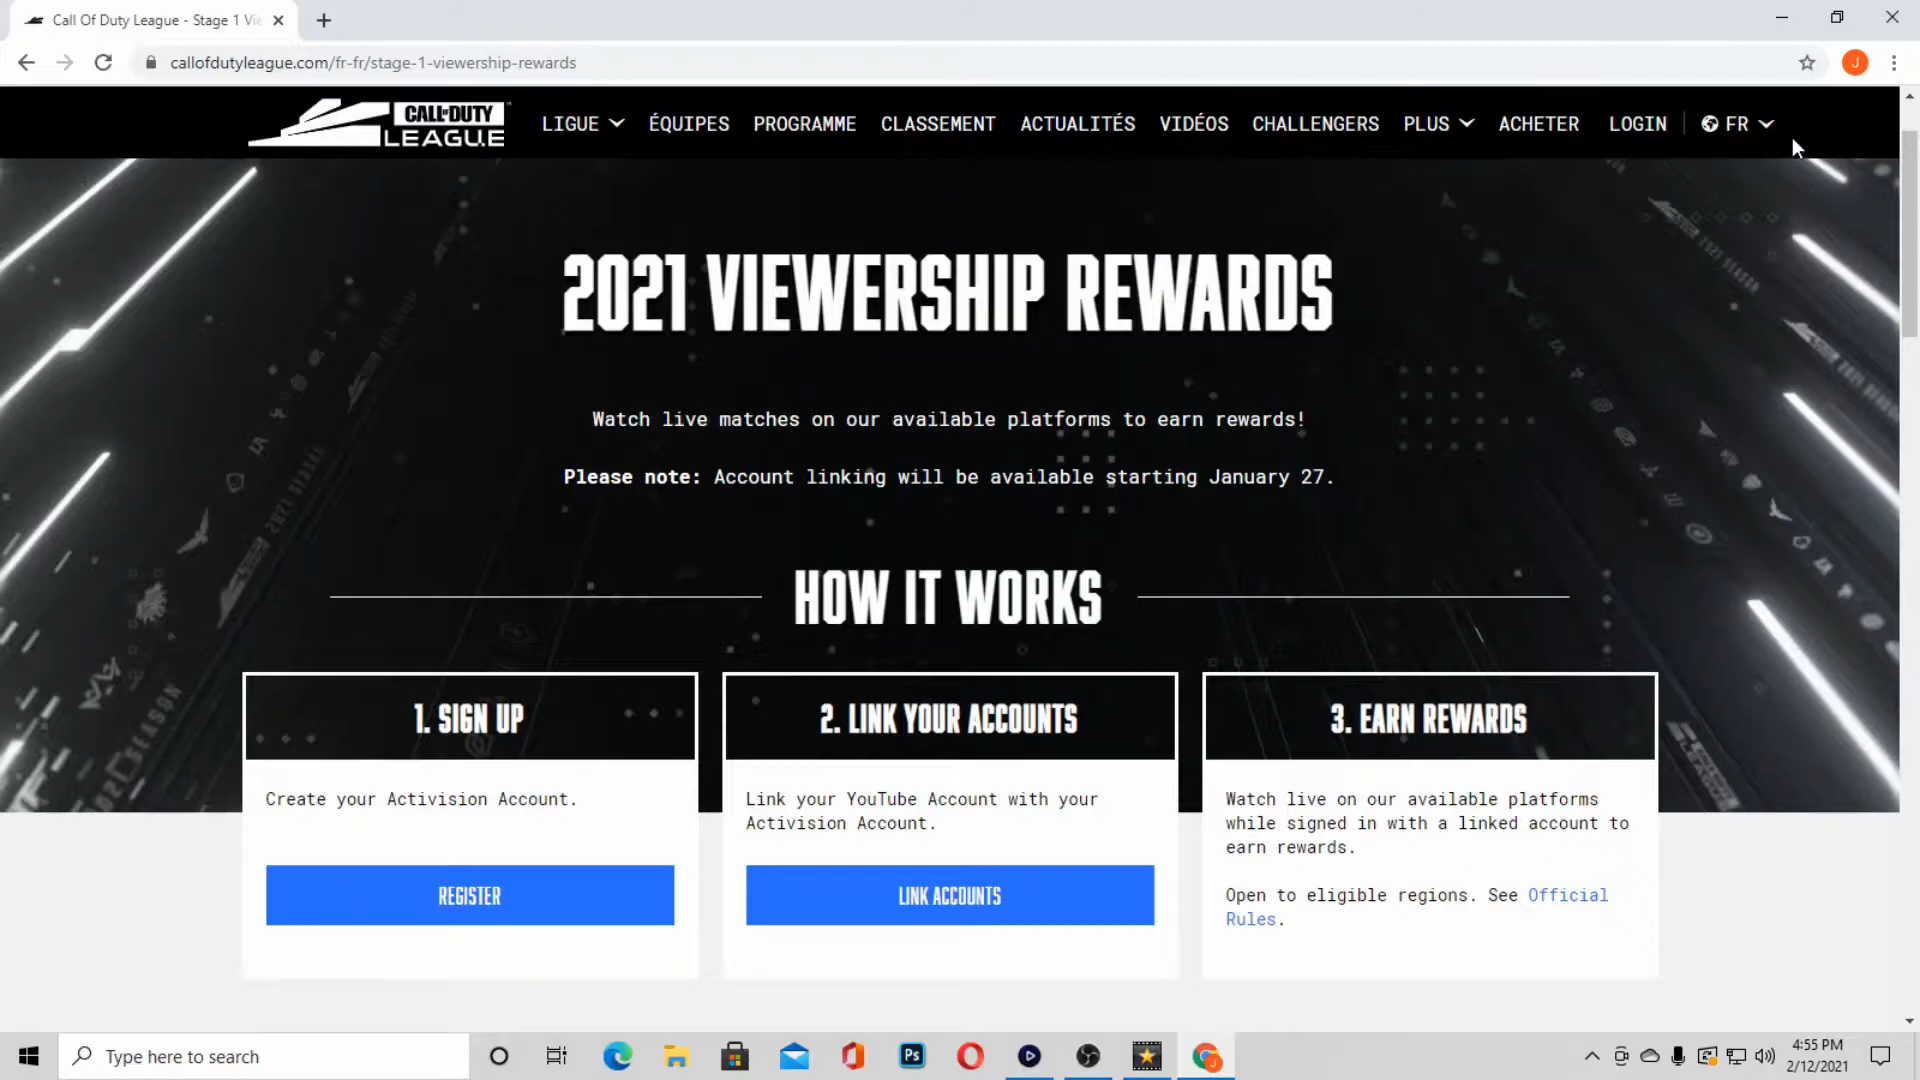 Call Of Duty League - Stage 1 Vie
callofdutyleague.com/fr-fr/stage-1-viewership-rewards
J
CALL OF DUTY
LEAGUE
LIGUE ÉQUIPES PROGRAMME CLASSEMENT ACTUALITÉS VIDÉOS CHALLENGERS PLUS ACHETER LOGIN FR
2021 VIEWERSHIP REWARDS
Watch live matches on our available platforms to earn rewards!
Please note: Account linking will be available starting January 27.
HOW IT WORKS
1. SIGN UP
Create your Activision Account.
REGISTER
2. LINK YOUR ACCOUNTS
Link your YouTube Account with your
Activision Account.
LINK ACCOUNTS
3. EARN REWARDS
Watch live on our available platforms
while signed in with a linked account to
earn rewards.
Open to eligible regions. See Official
Rules.
Type here to search
Ps
4:55 PM
2/12/2021